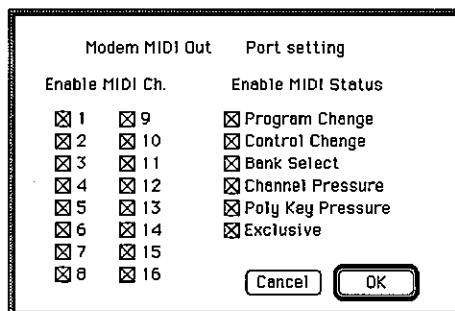 Modem MIDI Out Port setting
Enable MIDI Ch. Enable MIDI Status
1 9 Program Change
2 10 Control Change
3 11 Bank Select
4 12 Channel Pressure
5 13 Poly Key Pressure
6 14 Exclusive
7 15
8 16
Cancel OK